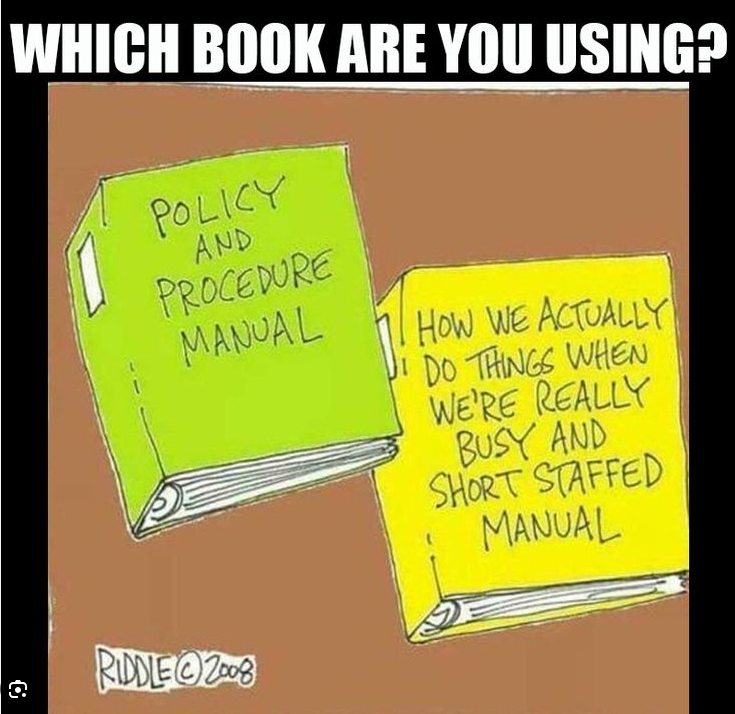 WHICH BOOK ARE YOU USING?
POLICY
AND
PROCEDURE
MANUAL
HOW WE ACTUALLY
DO THINGS WHEN
WE'RE REALLY
BUSY AND
SHORT STAFFED
MANUAL
RIDDLE©2008